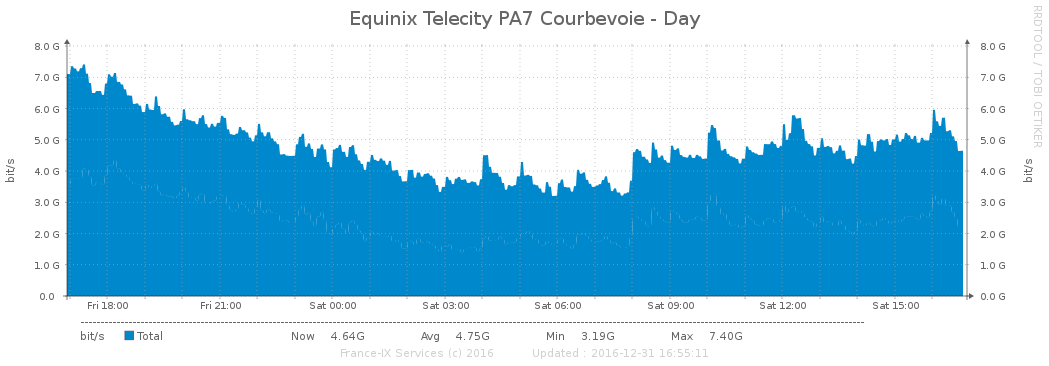 Equinix Telecity PA7 Courbevoie - Day
RRDTOOL / TOBI OETIKER
bit/s
8.0 G 8.0 G
7.0 G 7.0 G
6.0 G 6.0 G
5.0 G 5.0 G
4.0 G 4.0 G
3.0 G 3.0 G
2.0 G 2.0 G
1.0 G 1.0 G
0.0 0.0 G
bit/s
Fri 18:00 Fri 21:00 Sat 00:00 Sat 03:00 Sat 06:00 Sat 09:00 Sat 12:00 Sat 15:00
bit/s Total Now 4.64G Avg 4.75G Min 3.19G Max 7.40G
France-IX Services (c) 2016 Updated : 2016-12-31 16:55:11